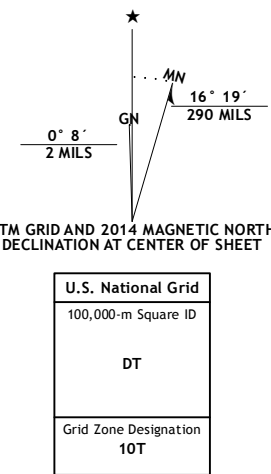 ★
MN
GN
16° 19´
290 MILS
0° 8´
2 MILS
TM GRID AND 2014 MAGNETIC NORTH
DECLINATION AT CENTER OF SHEET
U.S. National Grid
100,000-m Square ID
DT
Grid Zone Designation
10T